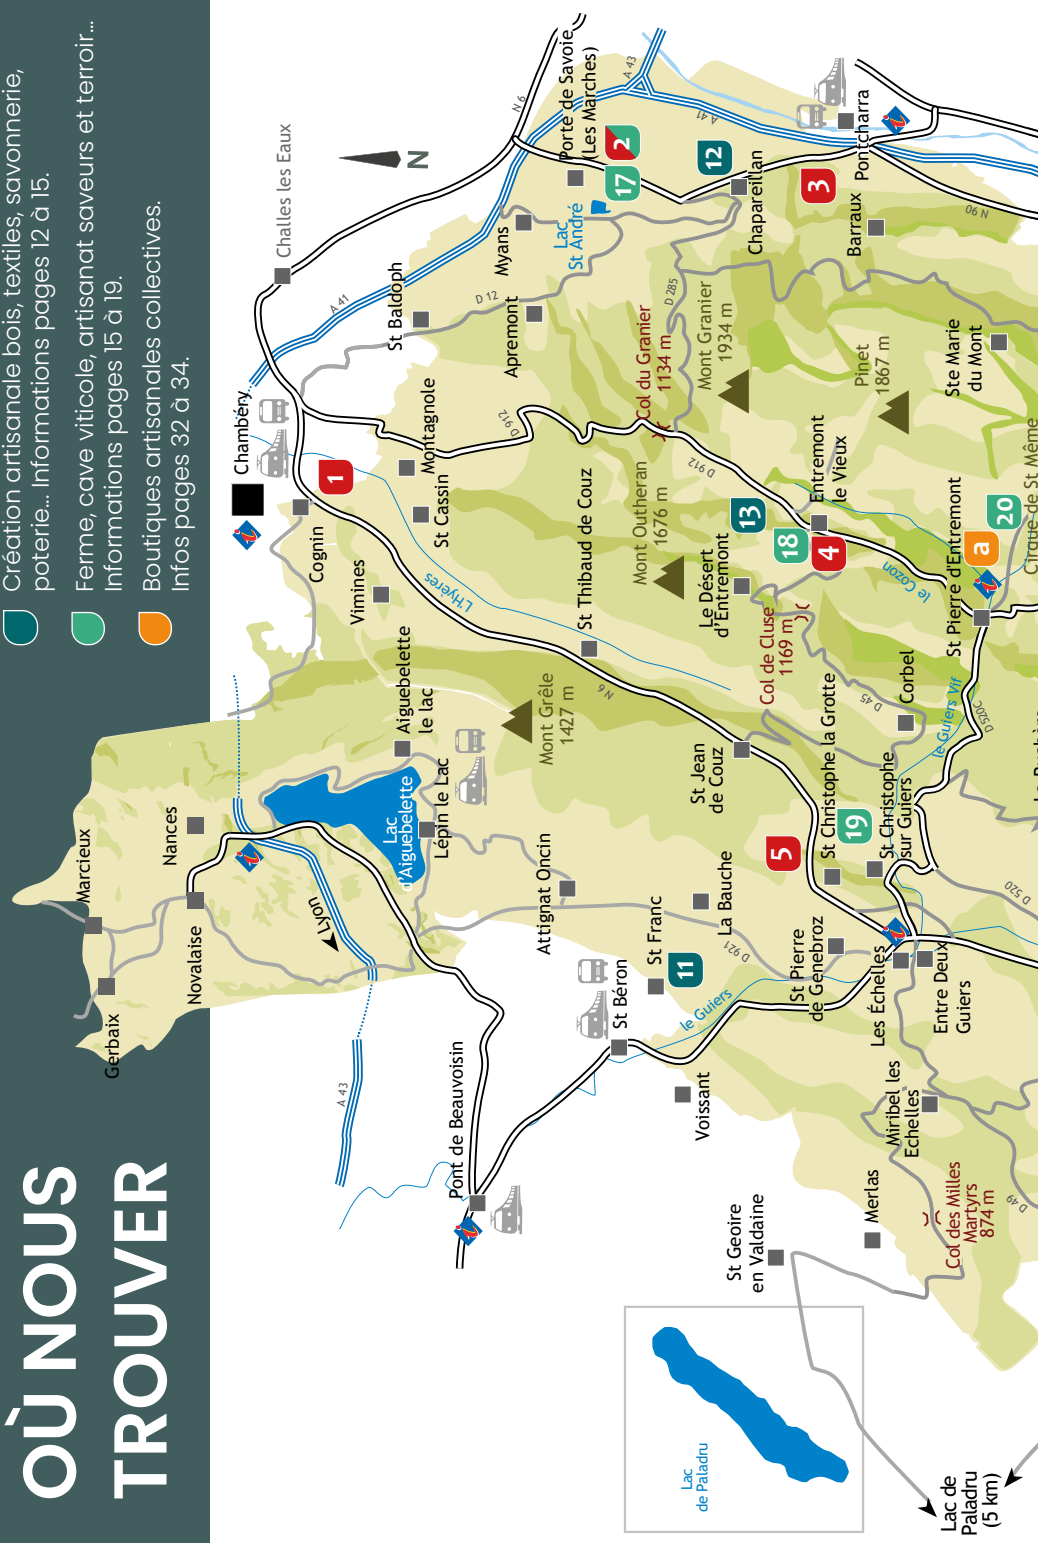 OÙ NOUS
TROUVER
Création artisanale bois, textiles, savonnerie,
poterie... Informations pages 12 à 15.
Ferme, cave viticole, artisanat saveurs et terroir...
Informations pages 15 à 19.
Boutiques artisanales collectives.
Infos pages 32 à 34.
Gerbaix
Marcieux
Novalaise
Nances
Lyon
A 43
Lac
d'Aiguebelette
Aiguebelette
le lac
Lépin le Lac
Attignat Oncin
Pont de Beauvoisin
St Béron
Voissant
St Franc
11
La Bauche
le Guiers
D 921
St Pierre
de Genebroz
Les Échelles
Entre Deux
Guiers
Miribel les
Echelles
Merlas
St Geoire
en Valdaine
Col des Milles
Martyrs
874 m
D 49
Lac
de Paladru
Lac de
Paladru
(5 km)
Chambéry
1
Cognin
Vimines
St Cassin
Montagnole
L'Hyères
St Thibaud de Couz
Mont Grêle
1427 m
N 6
St Jean
de Couz
5
St Christophe la Grotte
19
St Christophe
sur Guiers
D 520
Corbel
D 45
le Guiers Vif
D520C
Col de Cluse
1169 m
Le Désert
d'Entremont
Mont Outheran
1676 m
13
18
4
Entremont
le Vieux
le Cozon
St Pierre d'Entremont
a
20
Cirque de St Même
Challes les Eaux
A 41
St Baldoph
D 12
Apremont
Myans
Lac
St André
N
N 6
Porte de Savoie
(Les Marches)
A 43
A 41
2
17
12
Chapareillan
3
Pontcharra
Barraux
N 90
D 912
D 912
Col du Granier
1134 m
D 285
Mont Granier
1934 m
Pinet
1867 m
Ste Marie
du Mont